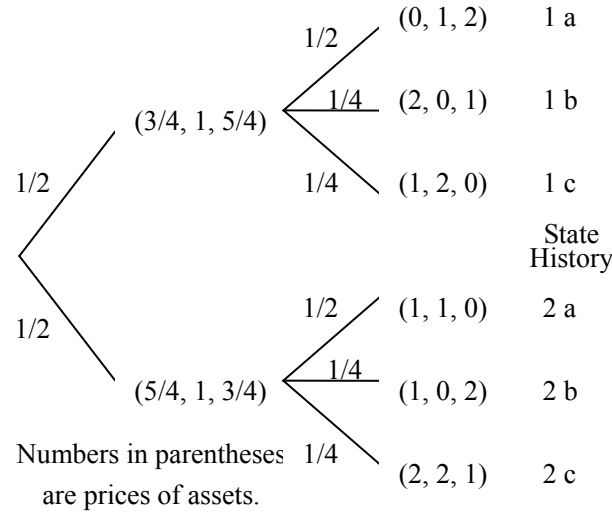 1/2 (0, 1, 2) 1 a
1/4 (2, 0, 1) 1 b
(3/4, 1, 5/4)
1/2 1/4 (1, 2, 0) 1 c
State
History
1/2 1/2 (1, 1, 0) 2 a
1/4 (1, 0, 2) 2 b
(5/4, 1, 3/4)
1/4 (2, 2, 1) 2 c
Numbers in parentheses
are prices of assets.